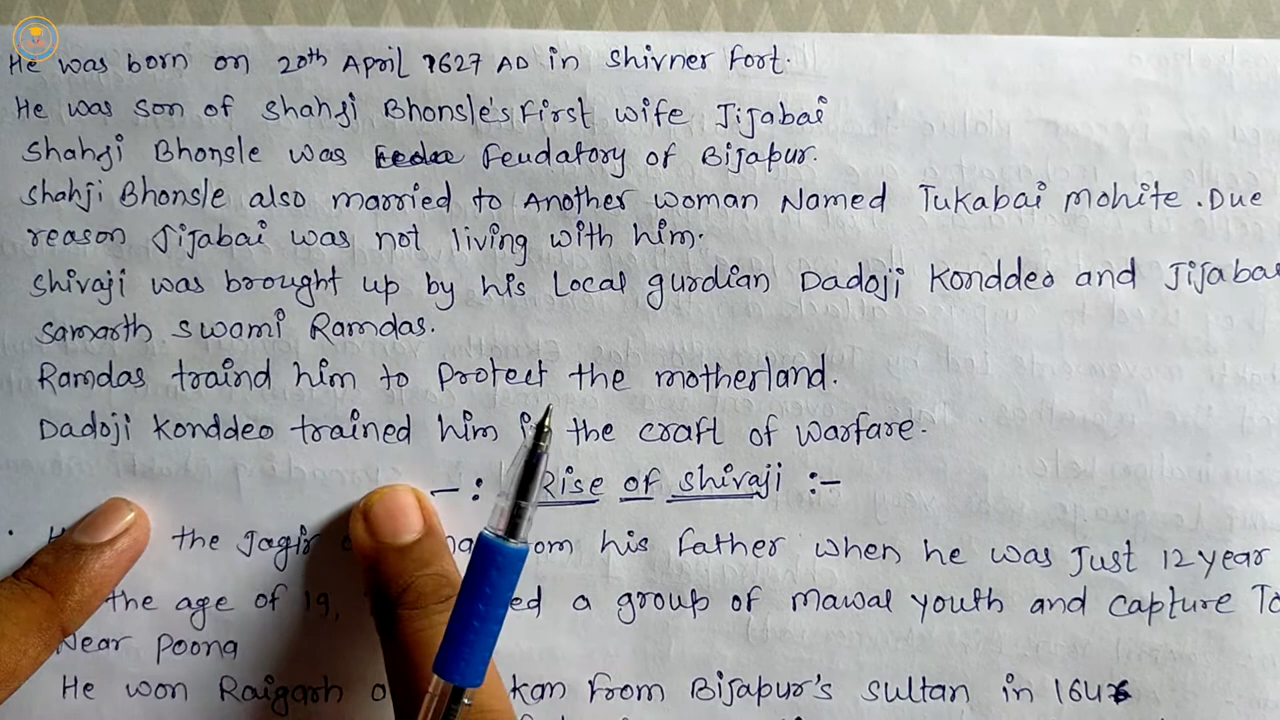 He was born on 20th April 1627 AD in Shivner Fort.
He was son of Shahji Bhonsle's First wife Jijabai
Shahji Bhonsle was Feudatory of Bijapur.
Shahji Bhonsle also married to Another woman Named Tukabai mohite. Due
reason Jijabai was not living with him.
Shivaji was brought up by his Local gurdian Dadoji Konddeo and
Samarth Swami Ramdas.
Ramdas traind him to Protect the motherland.
Dadoji Konddeo trained him the craft of warfare.
-: Rise of Shivaji :-
the Jagir his Father when he was Just 12 year
the age of 19, a group of mawal youth and capture
Near Poona
He won Raigarh From Bijapur's sultan in